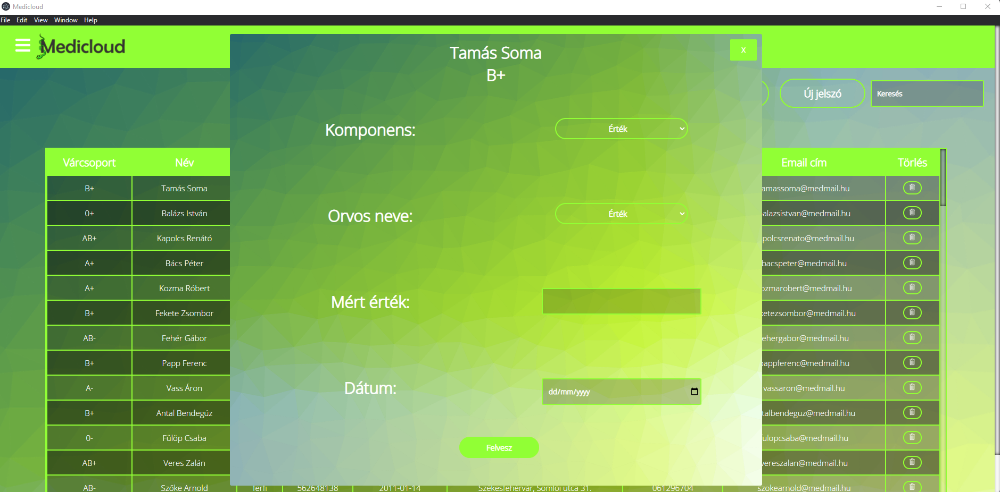 Medicloud
File Edit View Window Help
Medicloud
Tamás Soma
B+
X
Új jelszó
Keresés
Komponens:
Érték
Orvos neve:
Érték
Mért érték:
Dátum:
dd/mm/yyyy
Felvesz
Várcsoport Név Email cím Törlés
B+ Tamás Soma amassoma@medmail.hu
0+ Balázs István alazsistvan@medmail.hu
AB+ Kapolcs Renátó polcsrenato@medmail.hu
A+ Bács Péter bacspeter@medmail.hu
A+ Kozma Róbert ozmarobert@medmail.hu
B+ Fekete Zsombor ketezsombor@medmail.hu
AB- Fehér Gábor ehergabor@medmail.hu
B+ Papp Ferenc pappferenc@medmail.hu
A- Vass Áron vassaron@medmail.hu
B+ Antal Bendegúz talbendeguz@medmail.hu
0- Fülöp Csaba fulopcsaba@medmail.hu
AB+ Veres Zalán vereszalan@medmail.hu
AB- Szőke Arnold férfi 562648138 2011-01-14 Székesfehérvár, Somlói utca 31. 061296704 szokearnold@medmail.hu